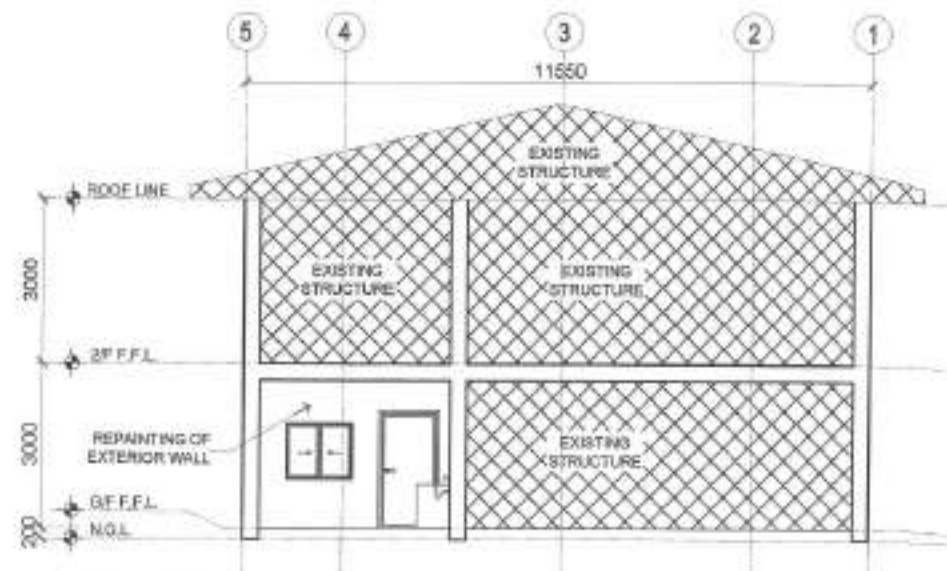 5 4 3 2 1
11550
EXISTING
STRUCTURE
ROOF LINE
3000
EXISTING
STRUCTURE
EXISTING
STRUCTURE
2/F F.F.L.
3000
REPAINTING OF
EXTERIOR WALL
EXISTING
STRUCTURE
G/F F.F.L.
200
N.G.L.